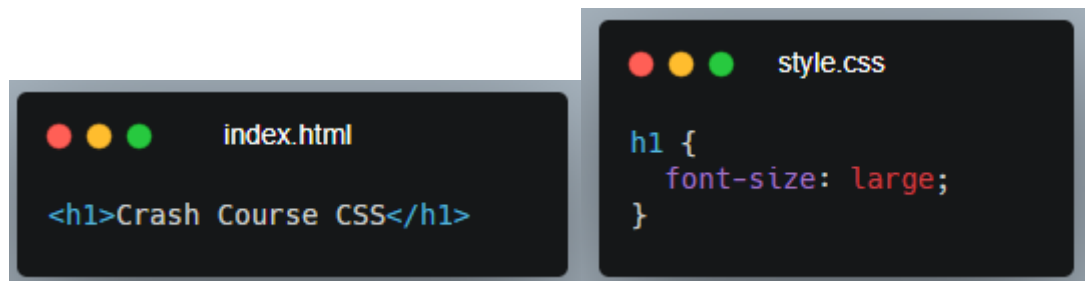 index.html
<h1>Crash Course CSS</h1>
style.css
h1 {
  font-size: large;
}